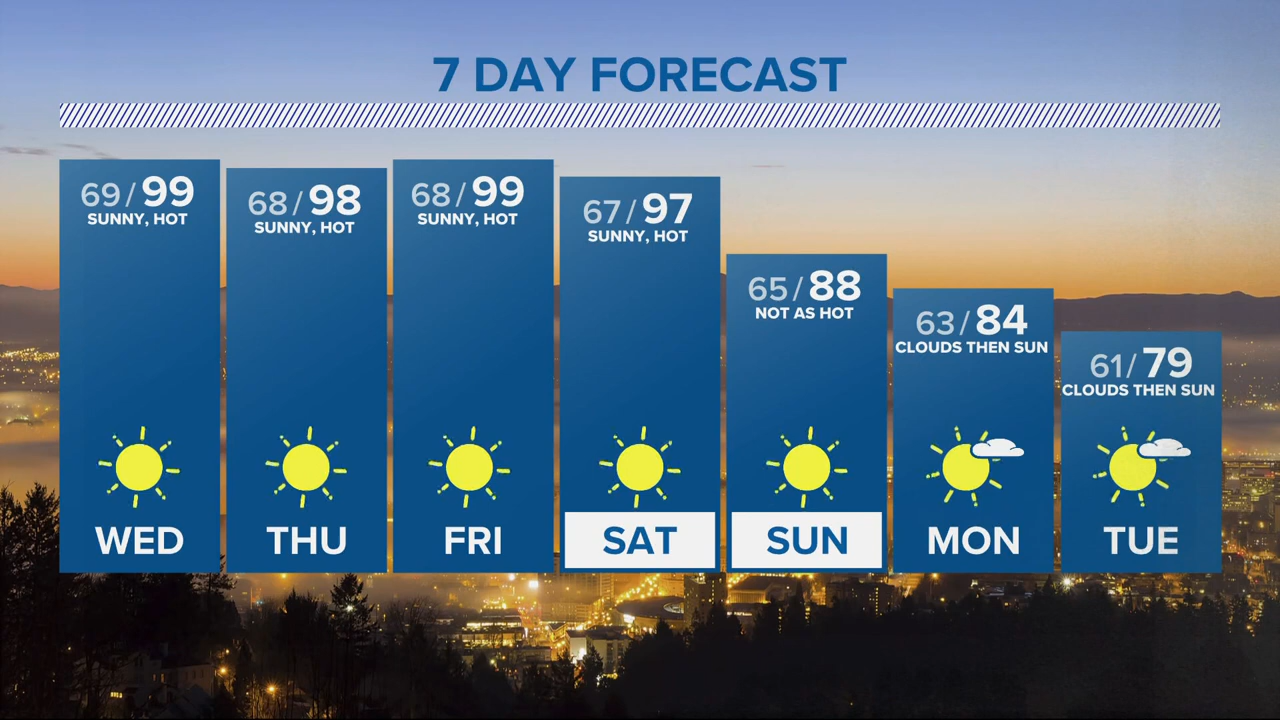 7 DAY FORECAST
69/99
SUNNY, HOT
WED
68/98
SUNNY, HOT
THU
68/99
SUNNY, HOT
FRI
67/97
SUNNY, HOT
SAT
65/88
NOT AS HOT
SUN
63/84
CLOUDS THEN SUN
MON
61/79
CLOUDS THEN SUN
TUE